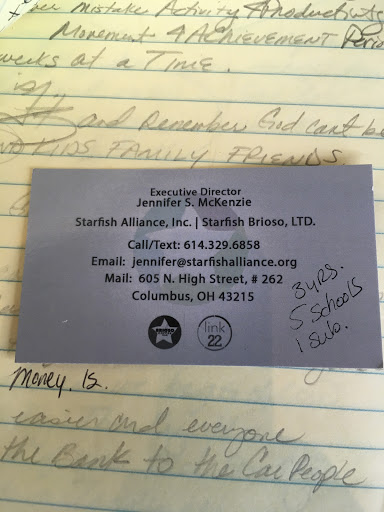 never mistake Activity 4 Productivity
Movement 4 ACHIEVEMENT Period
weeks at a Time.
is
and remember God can't
KIDS FAMILY FRIENDS
Executive Director
Jennifer S. McKenzie
Starfish Alliance, Inc. | Starfish Brioso, LTD.
Call/Text: 614.329.6858
Email: jennifer@starfishalliance.org
Mail: 605 N. High Street, # 262
Columbus, OH 43215
3 yRS.
5 Schools
1 Sub.
link
22
Money. Is.
easier and everyone
the Bank to the Car People